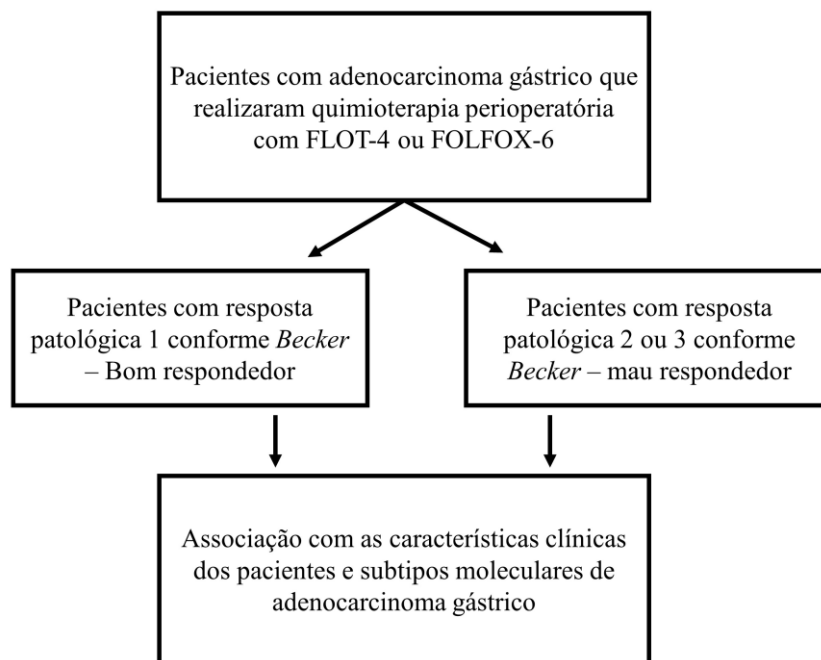 Pacientes com adenocarcinoma gástrico que
realizaram quimioterapia perioperatória
com FLOT-4 ou FOLFOX-6
Pacientes com resposta
patológica 1 conforme Becker
– Bom respondedor
Pacientes com resposta
patológica 2 ou 3 conforme
Becker – mau respondedor
Associação com as características clínicas
dos pacientes e subtipos moleculares de
adenocarcinoma gástrico